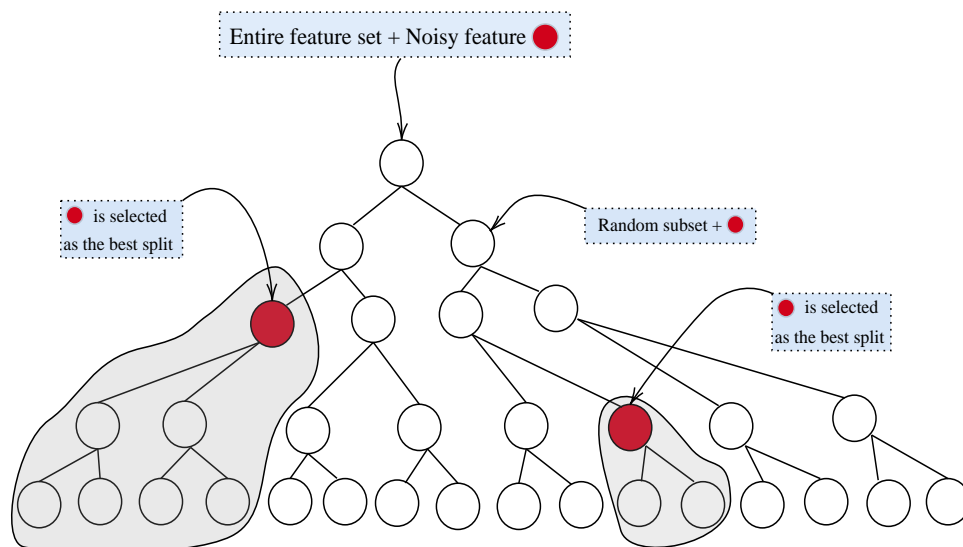 Entire feature set + Noisy feature
is selected
as the best split
Random subset +
is selected
as the best split